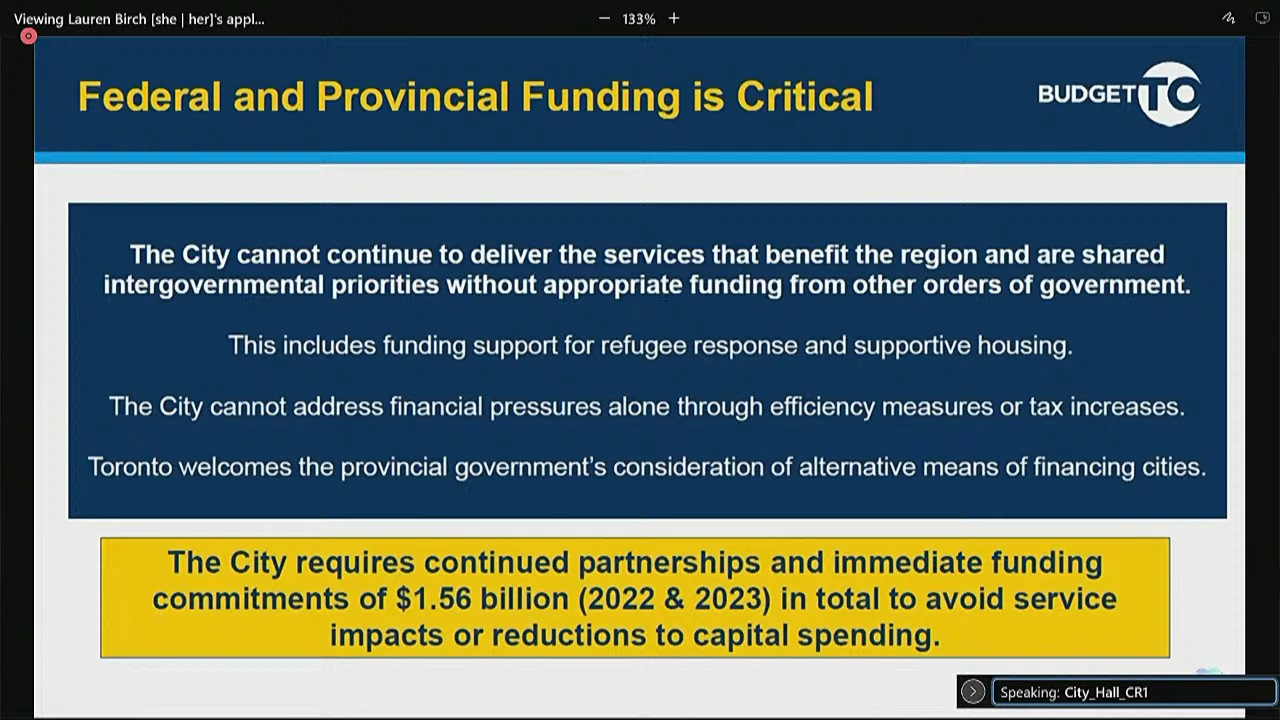 Viewing Lauren Birch [she | her]'s appl...
133%
Federal and Provincial Funding is Critical
BUDGETTO
The City cannot continue to deliver the services that benefit the region and are shared
intergovernmental priorities without appropriate funding from other orders of government.
This includes funding support for refugee response and supportive housing.
The City cannot address financial pressures alone through efficiency measures or tax increases.
Toronto welcomes the provincial government's consideration of alternative means of financing cities.
The City requires continued partnerships and immediate funding
commitments of $1.56 billion (2022 & 2023) in total to avoid service
impacts or reductions to capital spending.
Speaking: City_Hall_CR1